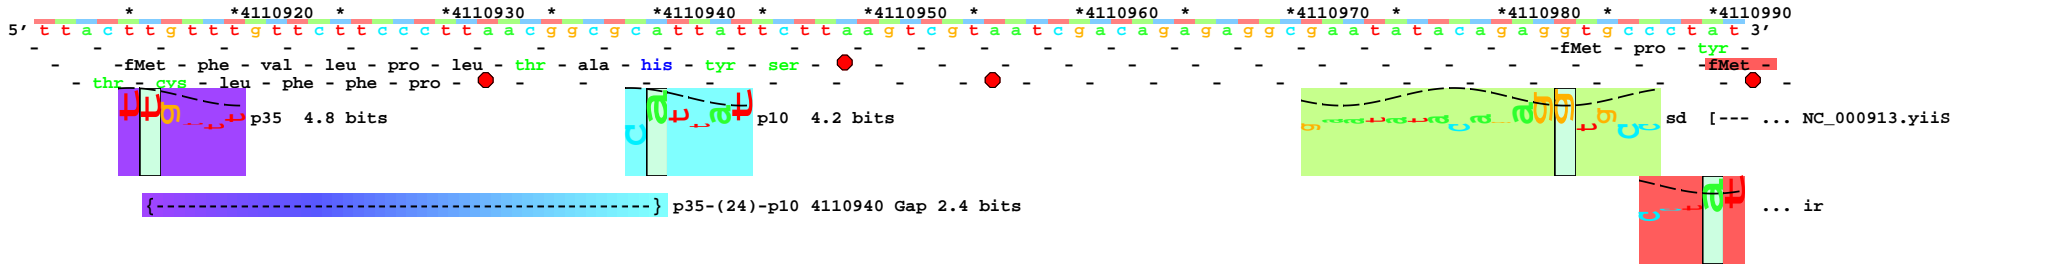 * *4110920 * *4110930 * *4110940 * *4110950 * *4110960 * *4110970 * *4110980 * *4110990
5′ t t a c t t g t t t g t t c t t c c c t t a a c g g c g c a t t a t t c t t a a g t c g t a a t c g a c a g a g a g g c g a a t a t a c a g a g g t g c c c t a t 3′
- - - - - - - - - - - - - - - - - - - - - - - - -fMet - pro - tyr -
- - -fMet - phe - val - leu - pro - leu - thr - ala - his - tyr - ser - - - - - - - - - - - - - - -fMet -
- thr - cys - leu - phe - phe - pro - - - - - - - - - - - - - - - - - - - -
p35 4.8 bits p10 4.2 bits sd [--- ... NC_000913.yiiS
{------------------------------------------------} p35-(24)-p10 4110940 Gap 2.4 bits ... ir